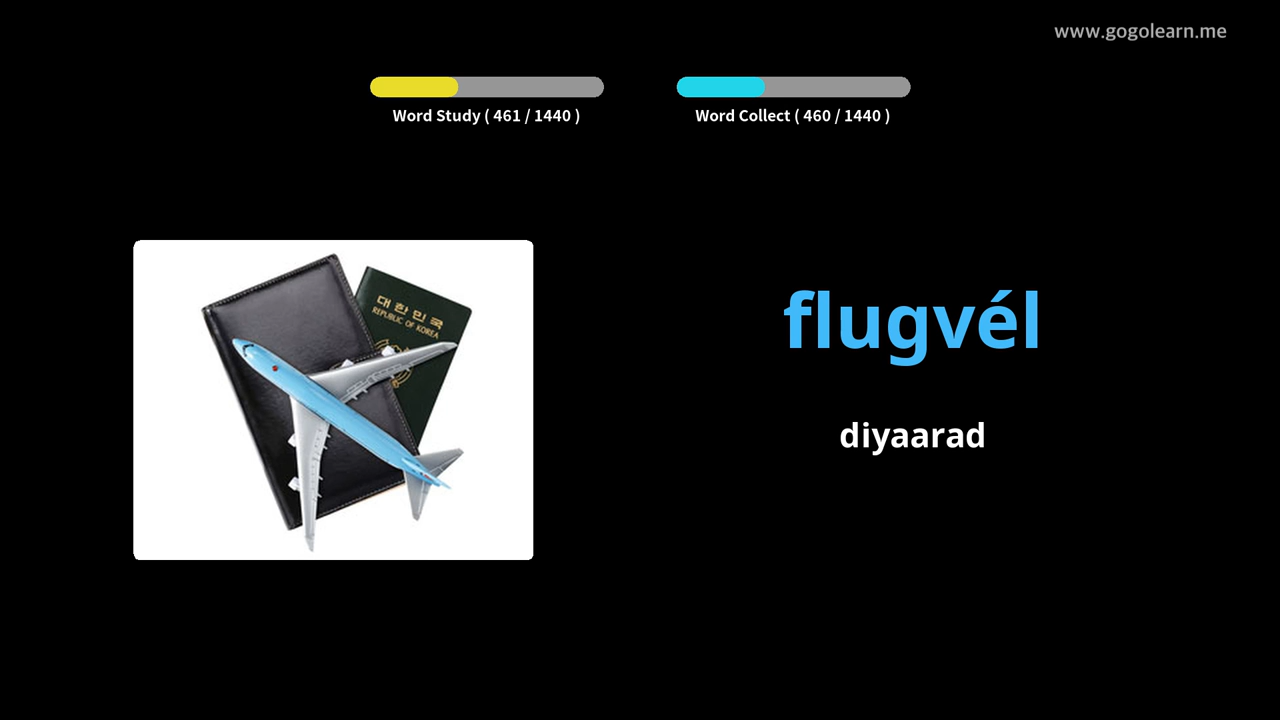 www.gogolearn.me
Word Study ( 461 / 1440 )
Word Collect ( 460 / 1440 )
대한민국
REPUBLIC OF KOREA
flugvél
diyaarad